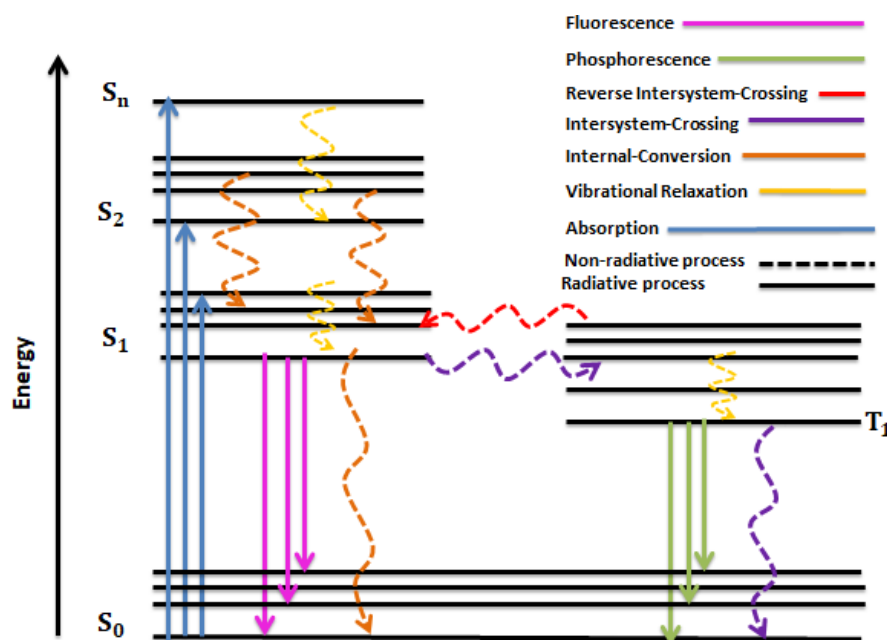 Fluorescence
Phosphorescence
Reverse Intersystem-Crossing
Intersystem-Crossing
Internal-Conversion
Vibrational Relaxation
Absorption
Non-radiative process
Radiative process
Energy
Sn
S2
S1
T1
S0